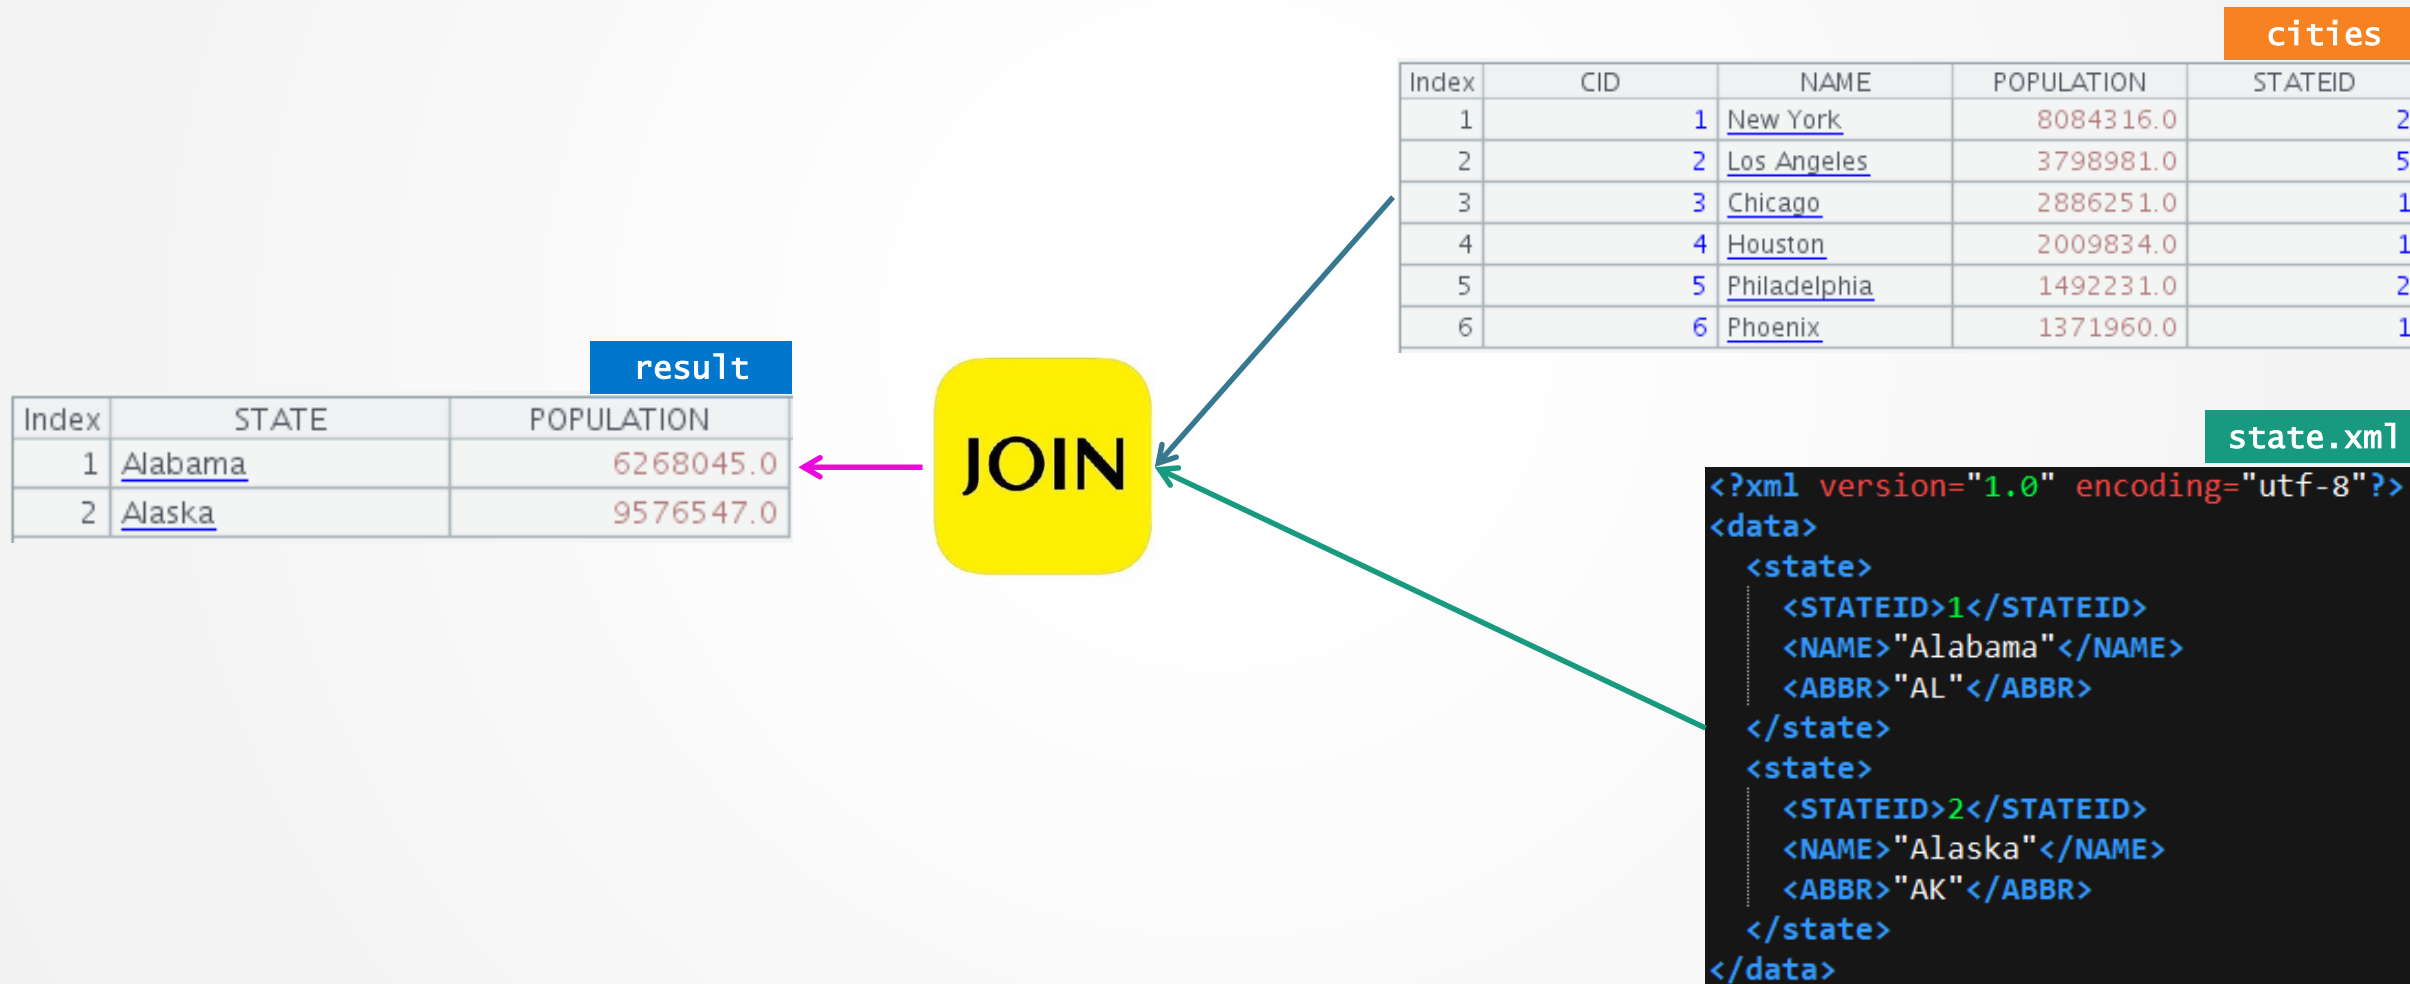 cities
Index CID NAME POPULATION STATEID
1 1 New York 8084316.0 2
2 2 Los Angeles 3798981.0 5
3 3 Chicago 2886251.0 1
4 4 Houston 2009834.0 1
5 5 Philadelphia 1492231.0 2
6 6 Phoenix 1371960.0 1
result
Index STATE POPULATION
1 Alabama 6268045.0
2 Alaska 9576547.0
JOIN
state.xml
<?xml version="1.0" encoding="utf-8"?>
<data>
<state>
<STATEID>1</STATEID>
<NAME>"Alabama"</NAME>
<ABBR>"AL"</ABBR>
</state>
<state>
<STATEID>2</STATEID>
<NAME>"Alaska"</NAME>
<ABBR>"AK"</ABBR>
</state>
</data>